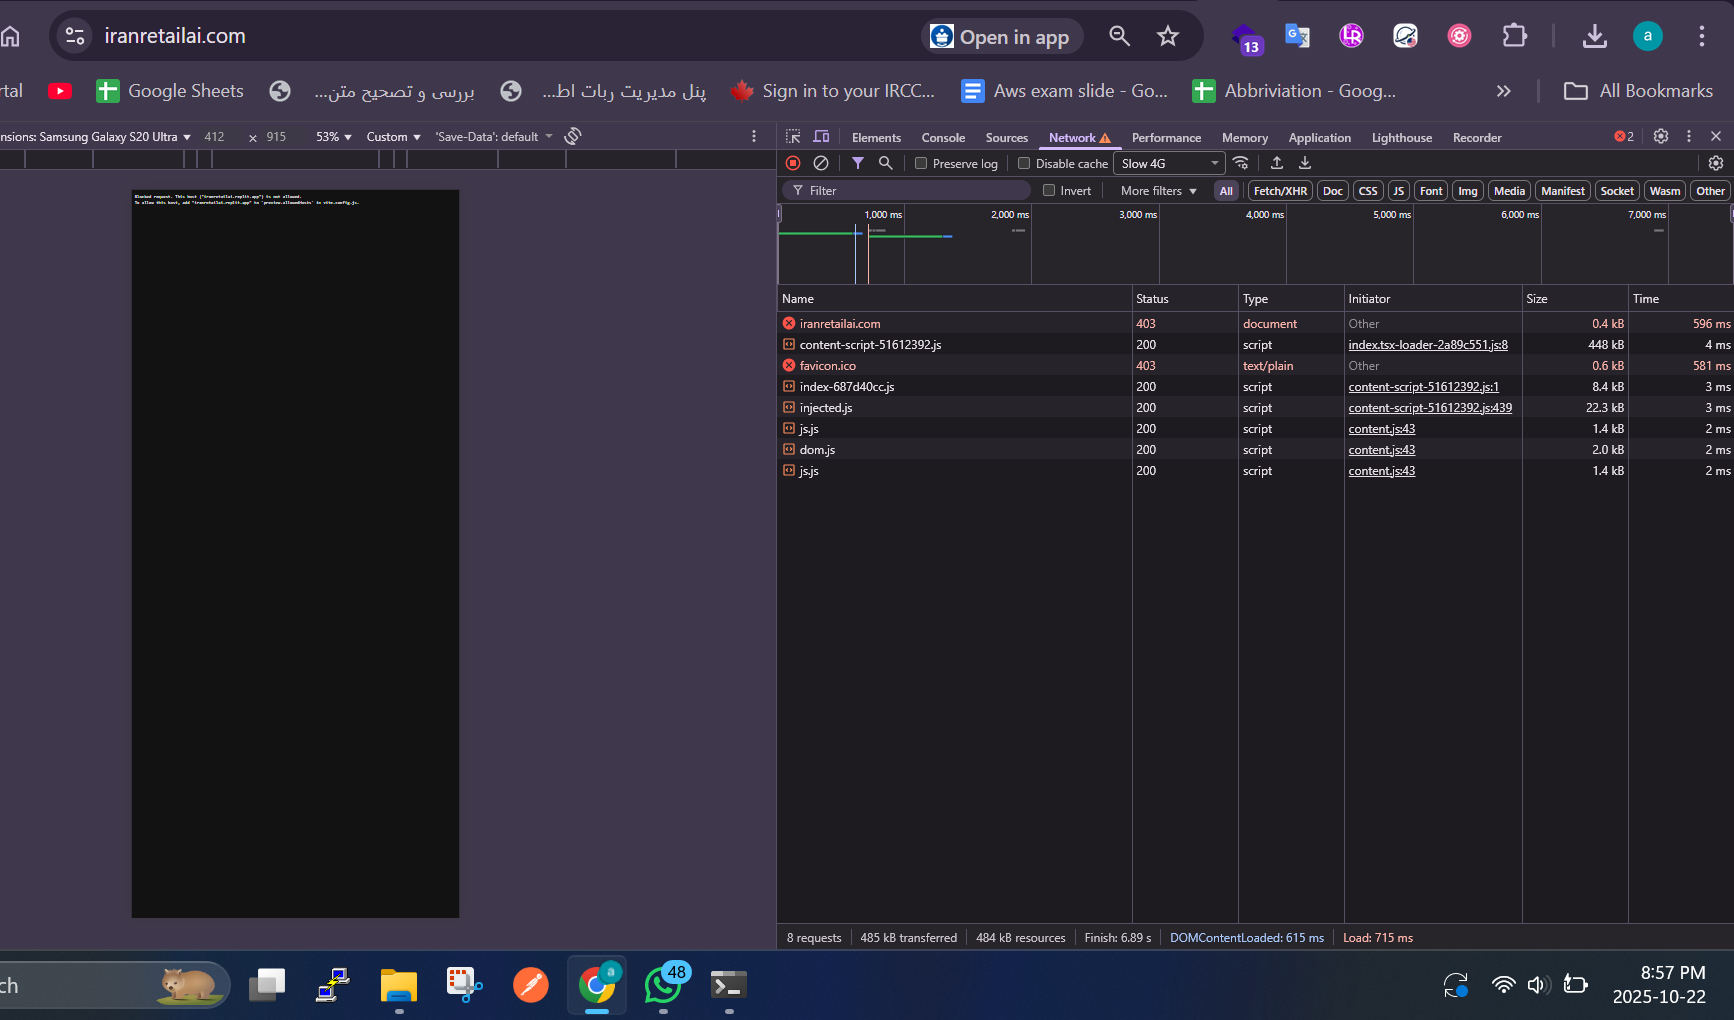 iranretailai.com
Open in app
13
a
rtal
Google Sheets
بررسی و تصحیح متن...
پنل مدیریت ربات اط...
Sign in to your IRCC...
Aws exam slide - Go...
Abbriviation - Goog...
All Bookmarks
nsions: Samsung Galaxy S20 Ultra
412
x
915
53%
Custom
'Save-Data': default
Elements
Console
Sources
Network
Performance
Memory
Application
Lighthouse
Recorder
2
Preserve log
Disable cache
Slow 4G
Filter
Invert
More filters
All
Fetch/XHR
Doc
CSS
JS
Font
Img
Media
Manifest
Socket
Wasm
Other
1,000 ms
2,000 ms
3,000 ms
4,000 ms
5,000 ms
6,000 ms
7,000 ms
Blocked request. This host ("iranretailai.replit.app") is not allowed.
To allow this host, add "iranretailai.replit.app" to `preview.allowedHosts` in vite.config.js.
Name Status Type Initiator Size Time
iranretailai.com 403 document Other 0.4 kB 596 ms
content-script-51612392.js 200 script index.tsx-loader-2a89c551.js:8 448 kB 4 ms
favicon.ico 403 text/plain Other 0.6 kB 581 ms
index-687d40cc.js 200 script content-script-51612392.js:1 8.4 kB 3 ms
injected.js 200 script content-script-51612392.js:439 22.3 kB 3 ms
js.js 200 script content.js:43 1.4 kB 2 ms
dom.js 200 script content.js:43 2.0 kB 2 ms
js.js 200 script content.js:43 1.4 kB 2 ms
8 requests
485 kB transferred
484 kB resources
Finish: 6.89 s
DOMContentLoaded: 615 ms
Load: 715 ms
ch
a
48
8:57 PM
2025-10-22